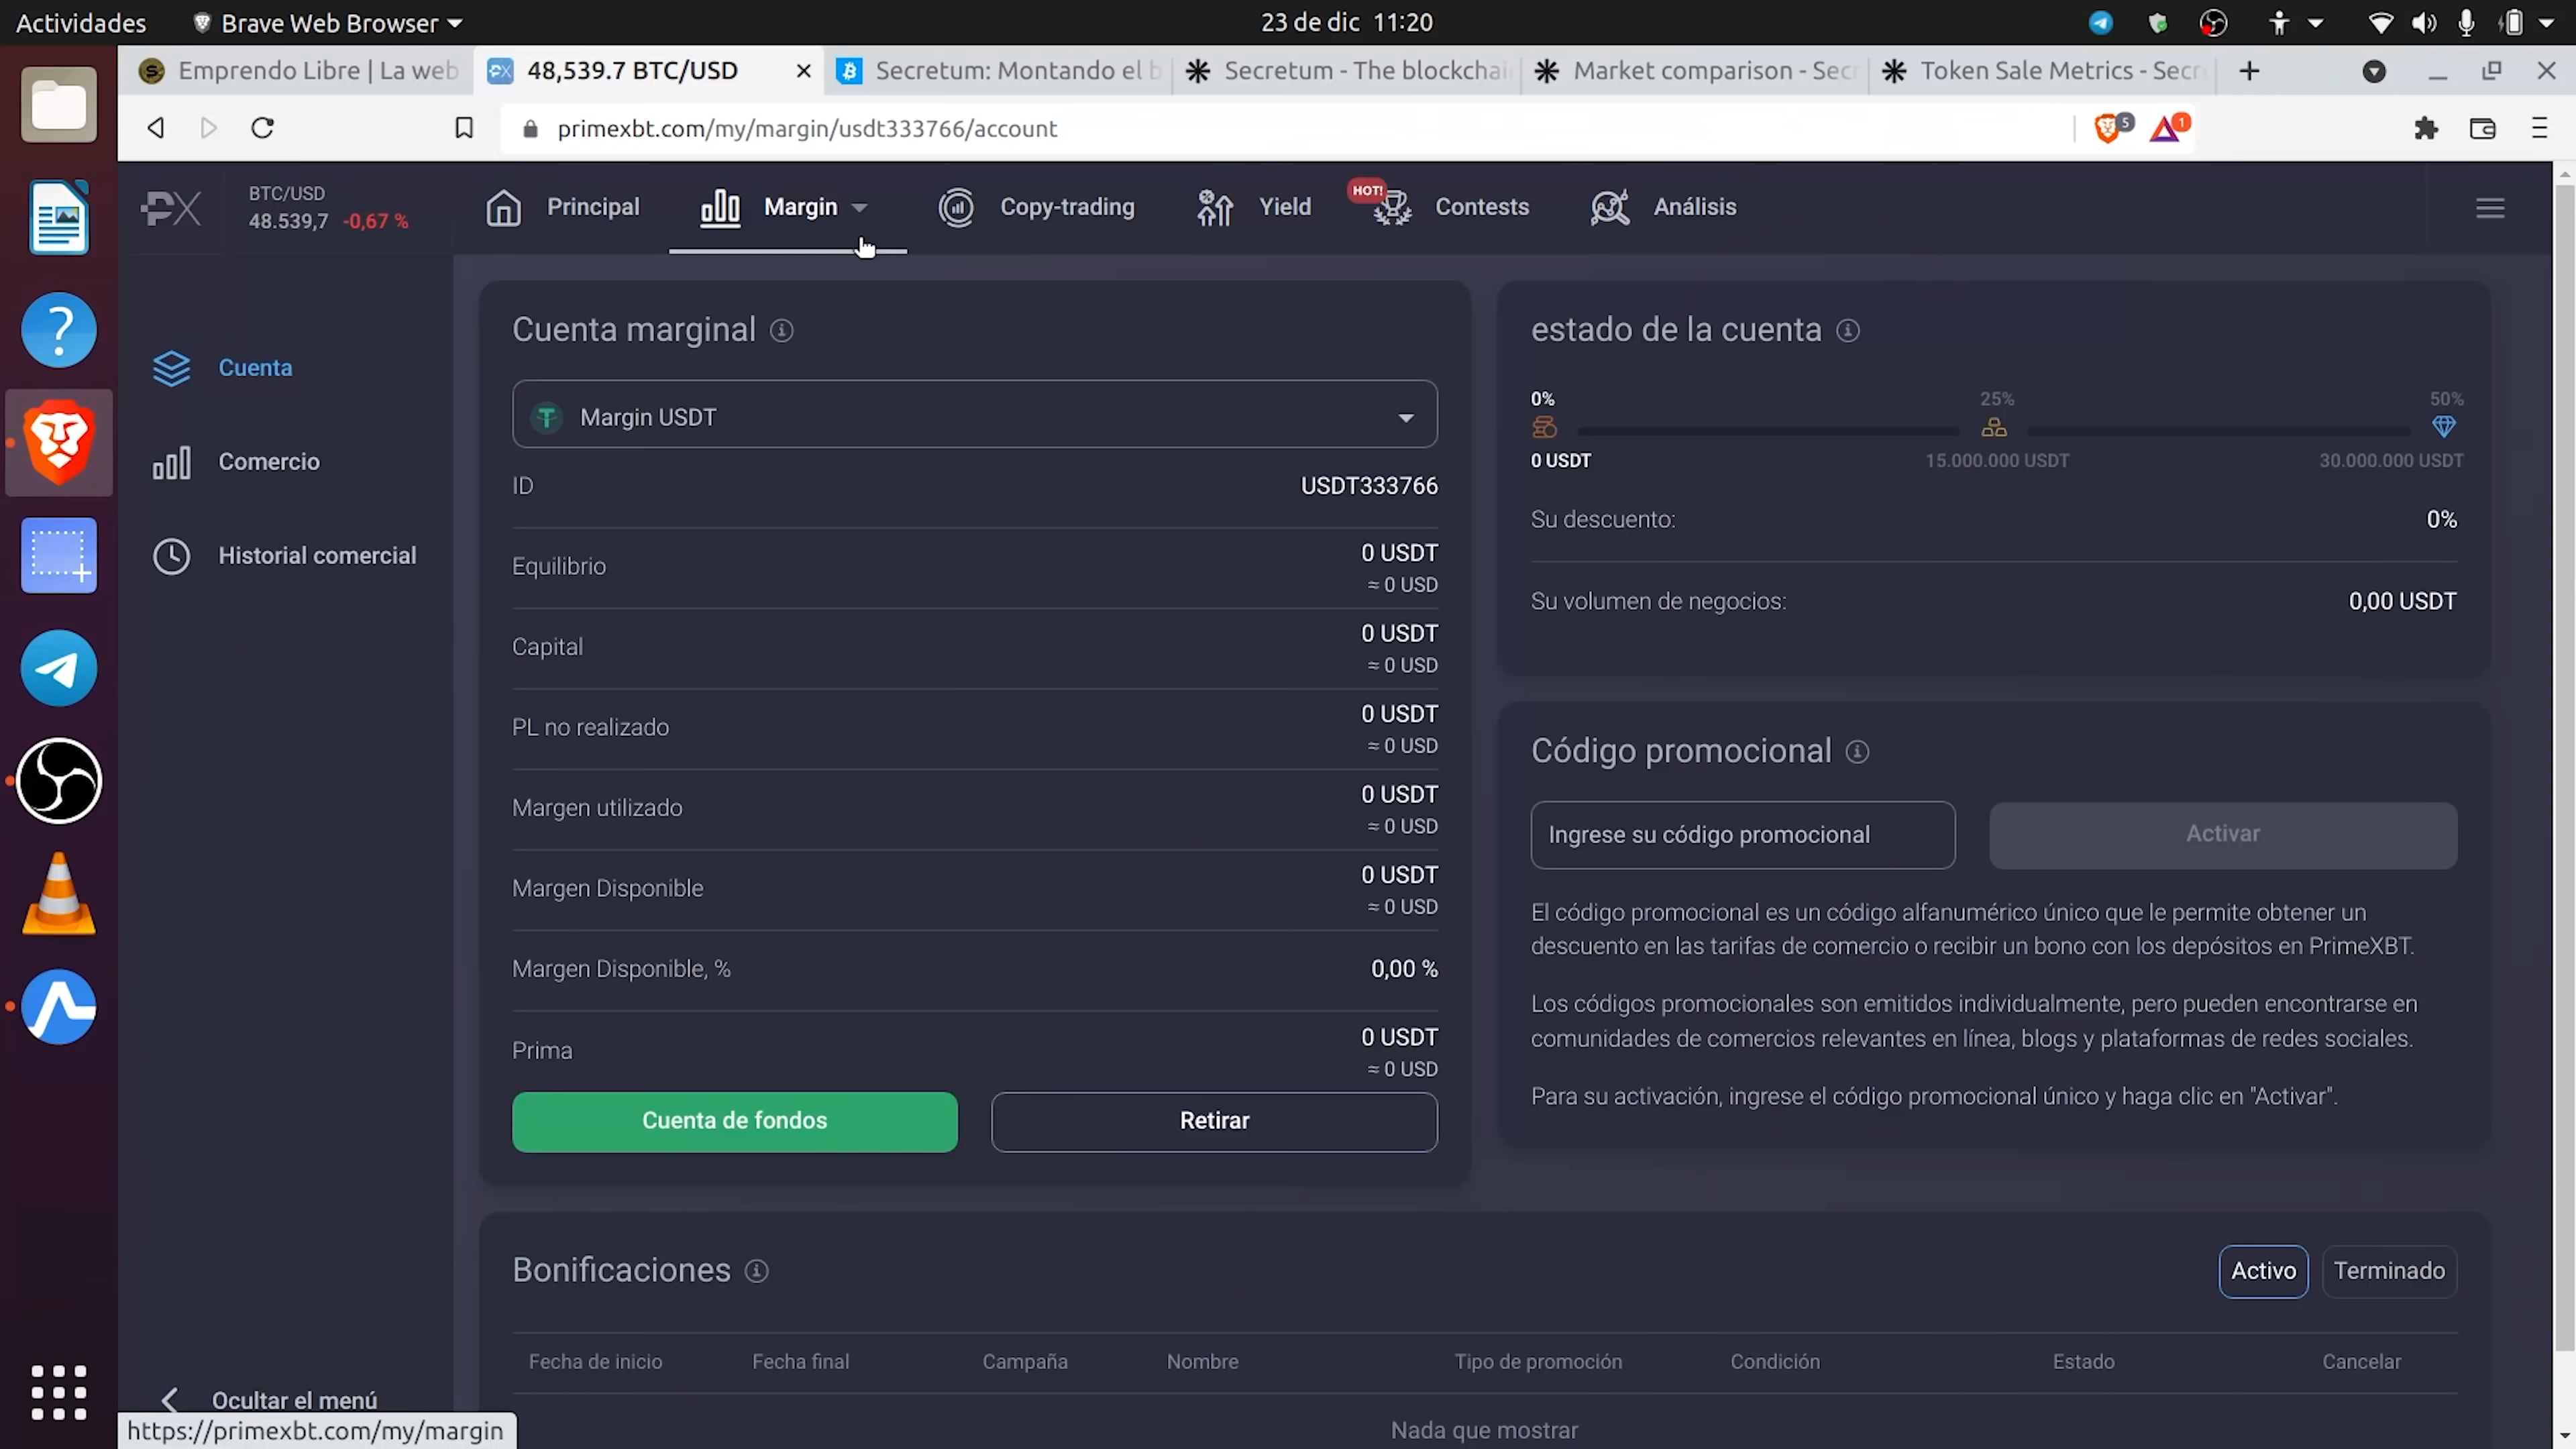 Actividades
Brave Web Browser
23 de dic 11:20
Emprendo Libre | La web
48,539.7 BTC/USD
Secretum: Montando el b
Secretum - The blockchai
Market comparison - Sec
Token Sale Metrics - Secr
primexbt.com/my/margin/usdt333766/account
5
1
PX
BTC/USD
48.539,7 -0,67 %
Principal
Margin
Copy-trading
Yield
HOT!
Contests
Análisis
Cuenta
Comercio
Historial comercial
Ocultar el menú
Cuenta marginal
Margin USDT
ID
USDT333766
Equilibrio
0 USDT
≈ 0 USD
Capital
0 USDT
≈ 0 USD
PL no realizado
0 USDT
≈ 0 USD
Margen utilizado
0 USDT
≈ 0 USD
Margen Disponible
0 USDT
≈ 0 USD
Margen Disponible, %
0,00 %
Prima
0 USDT
≈ 0 USD
Cuenta de fondos
Retirar
estado de la cuenta
0%
25%
50%
0 USDT
15.000.000 USDT
30.000.000 USDT
Su descuento:
0%
Su volumen de negocios:
0,00 USDT
Código promocional
Ingrese su código promocional
Activar
El código promocional es un código alfanumérico único que le permite obtener un
descuento en las tarifas de comercio o recibir un bono con los depósitos en PrimeXBT.
Los códigos promocionales son emitidos individualmente, pero pueden encontrarse en
comunidades de comercios relevantes en línea, blogs y plataformas de redes sociales.
Para su activación, ingrese el código promocional único y haga clic en "Activar".
Bonificaciones
Activo
Terminado
Fecha de inicio
Fecha final
Campaña
Nombre
Tipo de promoción
Condición
Estado
Cancelar
Nada que mostrar
https://primexbt.com/my/margin